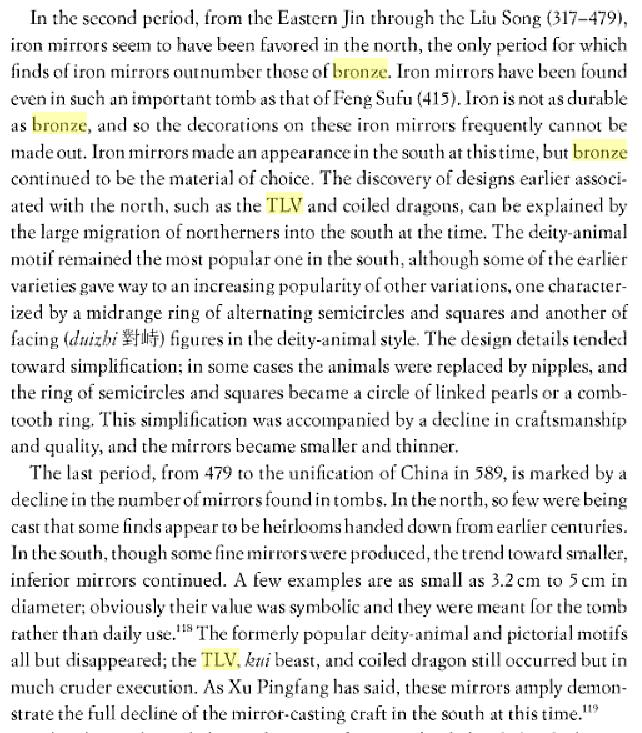 In the second period, from the Eastern Jin through the Liu Song (317–479),
iron mirrors seem to have been favored in the north, the only period for which
finds of iron mirrors outnumber those of bronze. Iron mirrors have been found
even in such an important tomb as that of Feng Sufu (415). Iron is not as durable
as bronze, and so the decorations on these iron mirrors frequently cannot be
made out. Iron mirrors made an appearance in the south at this time, but bronze
continued to be the material of choice. The discovery of designs earlier associ-
ated with the north, such as the TLV and coiled dragons, can be explained by
the large migration of northerners into the south at the time. The deity-animal
motif remained the most popular one in the south, although some of the earlier
varieties gave way to an increasing popularity of other variations, one character-
ized by a midrange ring of alternating semicircles and squares and another of
facing (duizhi 對峙) figures in the deity-animal style. The design details tended
toward simplification; in some cases the animals were replaced by nipples, and
the ring of semicircles and squares became a circle of linked pearls or a comb-
tooth ring. This simplification was accompanied by a decline in craftsmanship
and quality, and the mirrors became smaller and thinner.
The last period, from 479 to the unification of China in 589, is marked by a
decline in the number of mirrors found in tombs. In the north, so few were being
cast that some finds appear to be heirlooms handed down from earlier centuries.
In the south, though some fine mirrors were produced, the trend toward smaller,
inferior mirrors continued. A few examples are as small as 3.2 cm to 5 cm in
diameter; obviously their value was symbolic and they were meant for the tomb
rather than daily use.¹¹⁸ The formerly popular deity-animal and pictorial motifs
all but disappeared; the TLV, kui beast, and coiled dragon still occurred but in
much cruder execution. As Xu Pingfang has said, these mirrors amply demon-
strate the full decline of the mirror-casting craft in the south at this time.¹¹⁹